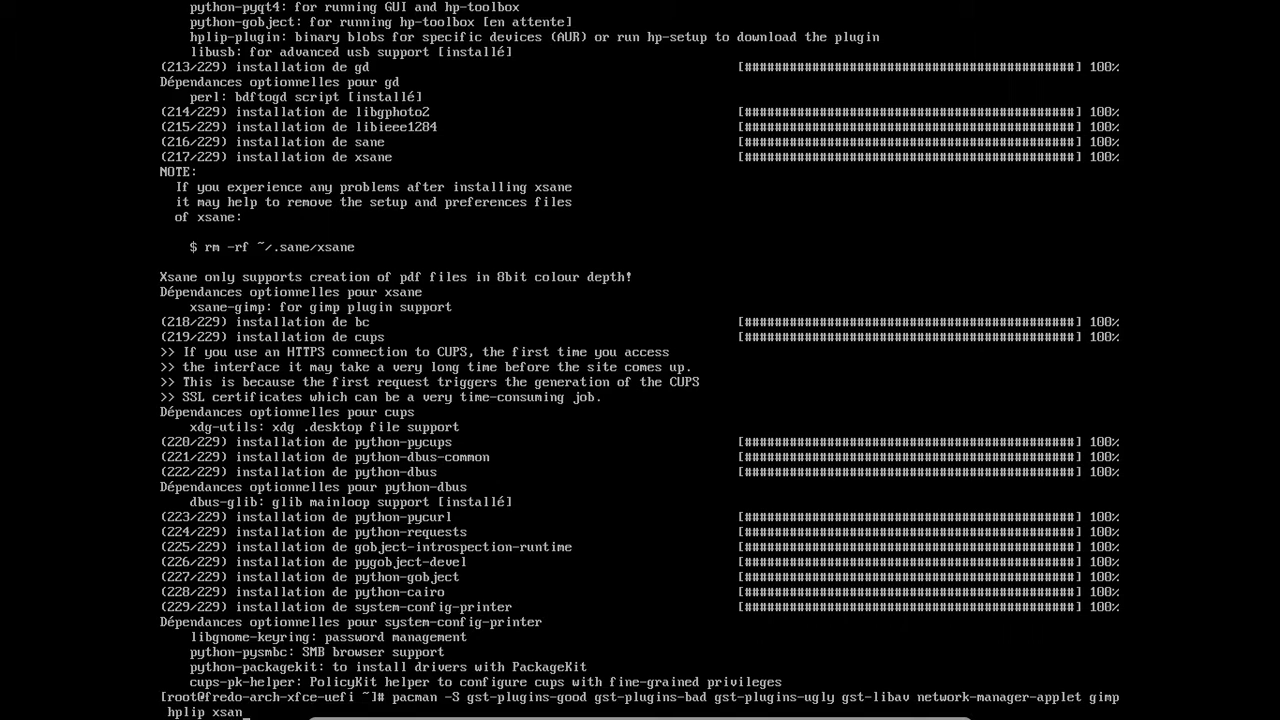 python-pyqt4: for running GUI and hp-toolbox
python-gobject: for running hp-toolbox [en attente]
hplip-plugin: binary blobs for specific devices (AUR) or run hp-setup to download the plugin
libusb: for advanced usb support [installé]
(213/229) installation de gd [############################################] 100%
Dépendances optionnelles pour gd
perl: bdftogd script [installé]
(214/229) installation de libgphoto2 [############################################] 100%
(215/229) installation de libieee1284 [############################################] 100%
(216/229) installation de sane [############################################] 100%
(217/229) installation de xsane [############################################] 100%
NOTE:
If you experience any problems after installing xsane
it may help to remove the setup and preferences files
of xsane:
$ rm -rf ~/.sane/xsane
Xsane only supports creation of pdf files in 8bit colour depth!
Dépendances optionnelles pour xsane
xsane-gimp: for gimp plugin support
(218/229) installation de bc [############################################] 100%
(219/229) installation de cups [############################################] 100%
>> If you use an HTTPS connection to CUPS, the first time you access
>> the interface it may take a very long time before the site comes up.
>> This is because the first request triggers the generation of the CUPS
>> SSL certificates which can be a very time-consuming job.
Dépendances optionnelles pour cups
xdg-utils: xdg .desktop file support
(220/229) installation de python-pycups [############################################] 100%
(221/229) installation de python-dbus-common [############################################] 100%
(222/229) installation de python-dbus [############################################] 100%
Dépendances optionnelles pour python-dbus
dbus-glib: glib mainloop support [installé]
(223/229) installation de python-pycurl [############################################] 100%
(224/229) installation de python-requests [############################################] 100%
(225/229) installation de gobject-introspection-runtime [############################################] 100%
(226/229) installation de pygobject-devel [############################################] 100%
(227/229) installation de python-gobject [############################################] 100%
(228/229) installation de python-cairo [############################################] 100%
(229/229) installation de system-config-printer [############################################] 100%
Dépendances optionnelles pour system-config-printer
libgnome-keyring: password management
python-pysmbc: SMB browser support
python-packagekit: to install drivers with PackageKit
cups-pk-helper: PolicyKit helper to configure cups with fine-grained privileges
[root@fredo-arch-xfce-uefi ~]# pacman -S gst-plugins-good gst-plugins-bad gst-plugins-ugly gst-libav network-manager-applet gimp
hplip xsan_